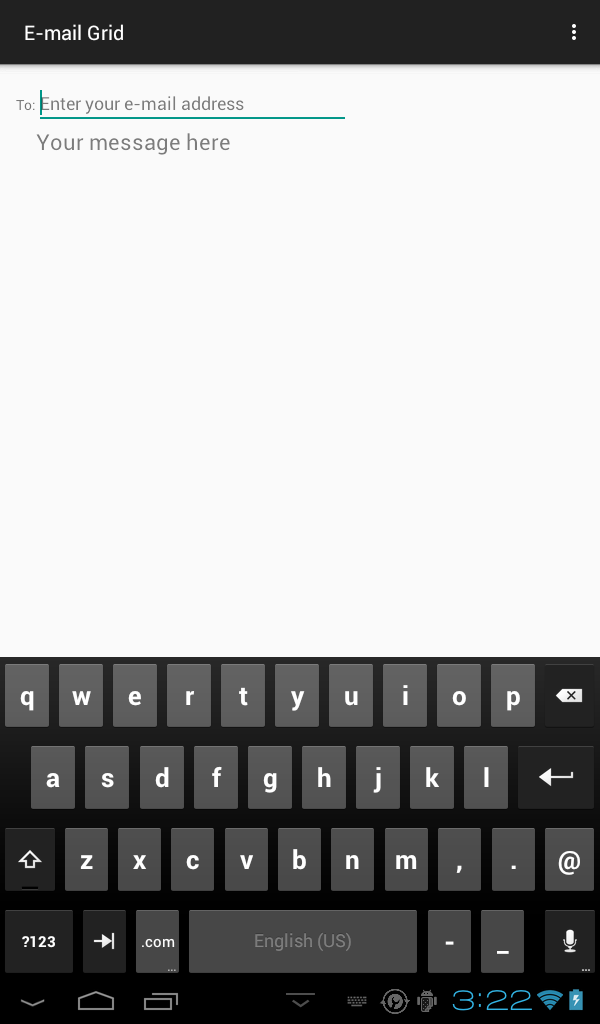 E-mail Grid
To: Enter your e-mail address
Your message here
q w e r t y u i o p
a s d f g h j k l
z x c v b n m , . @
?123 .com English (US) - _
3:22